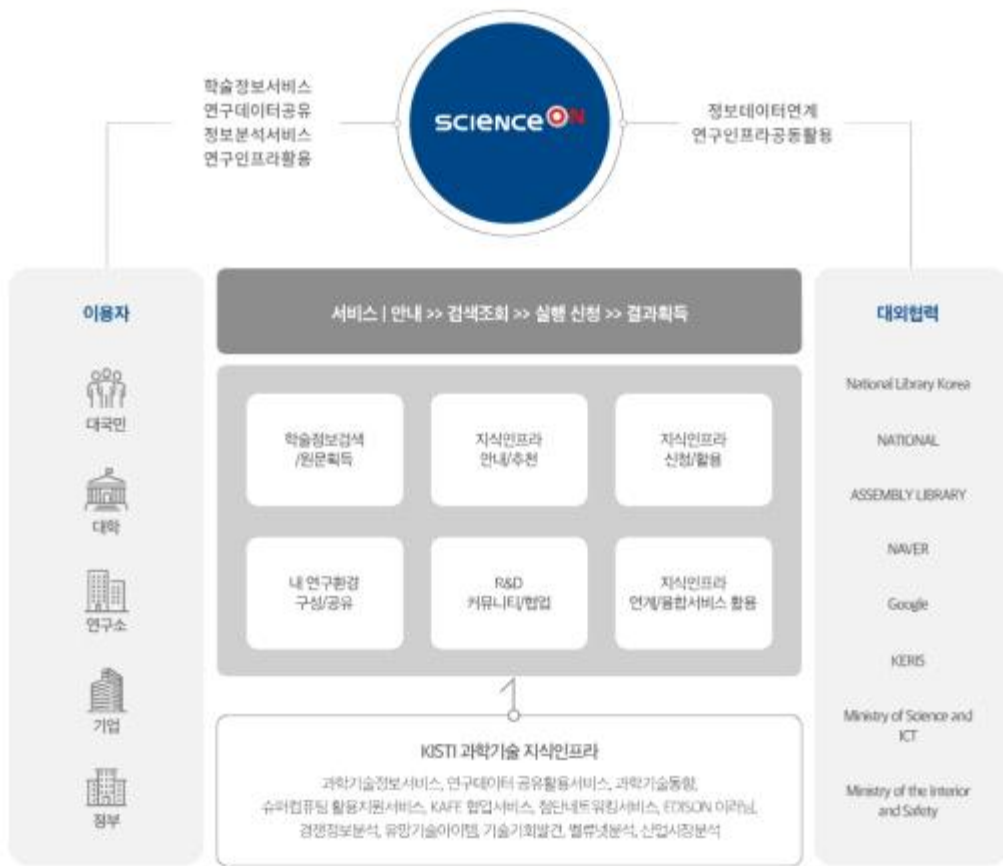 학술정보서비스
연구데이터공유
정보분석서비스
연구인프라활용
SCIENCE ON
정보데이터연계
연구인프라공동활용
이용자
대국민
대학
연구소
기업
정부
서비스 | 안내 >> 검색조회 >> 실행 신청 >> 결과획득
학술정보검색
/원문획득
지식인프라
안내/추천
지식인프라
신청/활용
내 연구환경
구성/공유
R&D
커뮤니티/협업
지식인프라
연계/융합서비스 활용
KISTI 과학기술 지식인프라
과학기술정보서비스, 연구데이터 공유활용서비스, 과학기술동향,
슈퍼컴퓨팅 활용지원서비스, KAFE 협업서비스, 첨단네트워킹서비스, EDISON 이러닝,
경쟁정보분석, 유망기술아이템, 기술기회발견, 밸류넷분석, 산업시장분석
대외협력
National Library Korea
NATIONAL
ASSEMBLY LIBRARY
NAVER
Google
KERIS
Ministry of Science and
ICT
Ministry of the Interior
and Safety